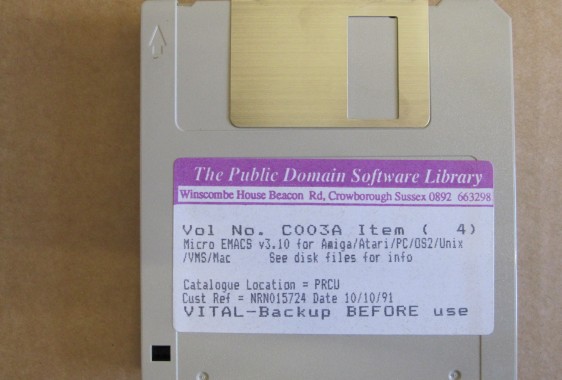 The Public Domain Software Library
Winscombe House Beacon Rd, Crowborough Sussex 0892 663298
Vol No. C003A Item ( 4)
Micro EMACS v3.10 for Amiga/Atari/PC/OS2/Unix
/VMS/Mac See disk files for info
Catalogue Location = PRCU
Cust Ref = NRN015724 Date 10/10/91
VITAL-Backup BEFORE use